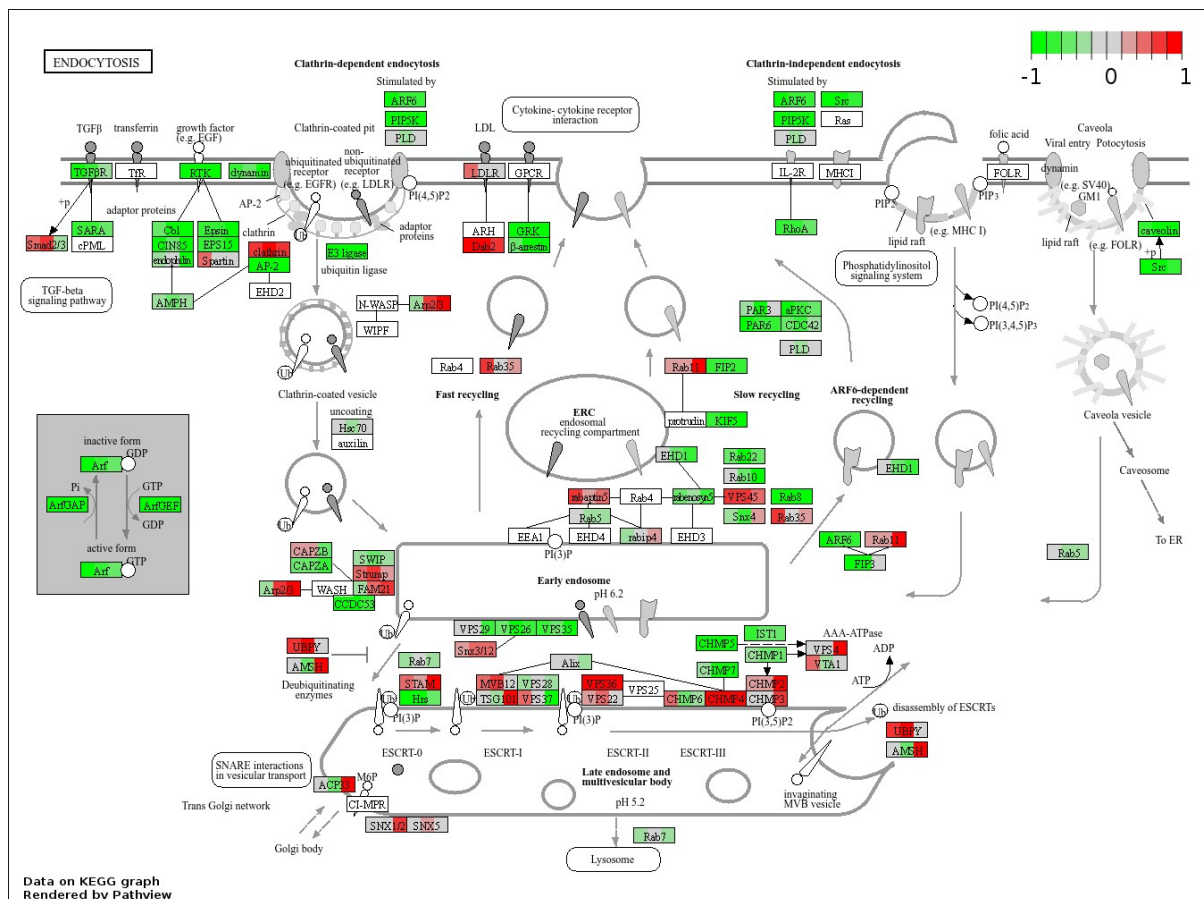 ENDOCYTOSIS
Clathrin-dependent endocytosis
Stimulated by
ARF6
PIP5K
PLD
Clathrin-independent endocytosis
Stimulated by
ARF6
Src
PIP5K
Ras
PLD
-1
0
1
Cytokine- cytokine receptor
interaction
TGFβ
transferrin
growth factor
(e.g. EGF)
Clathrin-coated pit
LDL
folic acid
Caveola
Viral entry
Potocytosis
TGFβR
TfR
RTK
dynamin
ubiquitinated
receptor
(e.g. EGFR)
non-
ubiquitinated
receptor
(e.g. LDLR)
LDLR
GPCR
IL-2R
MHCI
FOLR
dynamin
(e.g. SV40)
GM1
PI(4,5)P2
PIP2
PIP3
+p
adaptor proteins
AP-2
SARA
cPML
Smad2/3
Cbl
CIN85
endophilin
Epsin
EPS15
Spartin
clathrin
clathrin
AP-2
EHD2
AMPH
Ub
adaptor
proteins
E3 ligase
ubiquitin ligase
ARH
Dab2
GRK
β-arrestin
RhoA
lipid raft
(e.g. MHC I)
lipid raft
(e.g. FOLR)
caveolin
+p
Src
TGF-beta
signaling pathway
Phosphatidylinositol
signaling system
N-WASP
Arp2/3
WIPF
PAR3
aPKC
PAR6
CDC42
PLD
PI(4,5)P2
PI(3,4,5)P3
Ub
Clathrin-coated vesicle
uncoating
Hsc70
auxilin
Rab4
Rab35
Fast recycling
Rab11
FIP2
Slow recycling
protrudin
KIF5
ERC
endosomal
recycling compartment
ARF6-dependent
recycling
Caveola vesicle
Caveosome
To ER
inactive form
GDP
Arf
Pi
GTP
ArfGAP
ArfGEF
GDP
active form
GTP
Arf
EHD1
Rab22
Rab10
EHD1
rabaptin5
Rab4
rabenosyn5
VPS45
Rab8
Rab5
Snx4
Rab35
Ub
EEA1
EHD4
rabip4
EHD3
PI(3)P
ARF6
Rab11
FIP3
Rab5
CAPZB
CAPZA
SWIP
Strump
Arp2/3
WASH
FAM21
CCDC53
Early endosome
pH 6.2
Ub
VPS29
VPS26
VPS35
Snx3/12
UBPY
AMSH
Deubiquitinating
enzymes
Rab7
Alix
CHMP5
IST1
CHMP1
AAA-ATPase
VPS4
VTA1
ADP
ATP
CHMP7
STAM
Hrs
MVB12
VPS28
TSG101
VPS37
VPS36
VPS22
VPS25
CHMP6
CHMP4
CHMP2
CHMP3
Ub
Ub
Ub
PI(3)P
PI(3)P
PI(3,5)P2
Ub
disassembly of ESCRTs
UBPY
AMSH
ESCRT-0
ESCRT-I
ESCRT-II
ESCRT-III
SNARE interactions
in vesicular transport
ACP33
M6P
CI-MPR
Late endosome and
multivesicular body
pH 5.2
invaginating
MVB vesicle
Trans Golgi network
SNX1/2
SNX5
Golgi body
Rab7
Lysosome
Data on KEGG graph
Rendered by Pathview